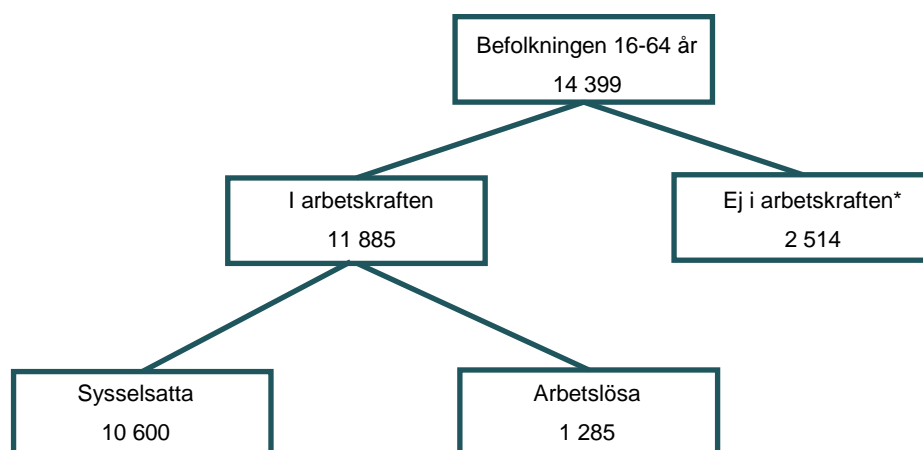 Befolkningen 16-64 år
14 399
I arbetskraften
11 885
Ej i arbetskraften*
2 514
Sysselsatta
10 600
Arbetslösa
1 285